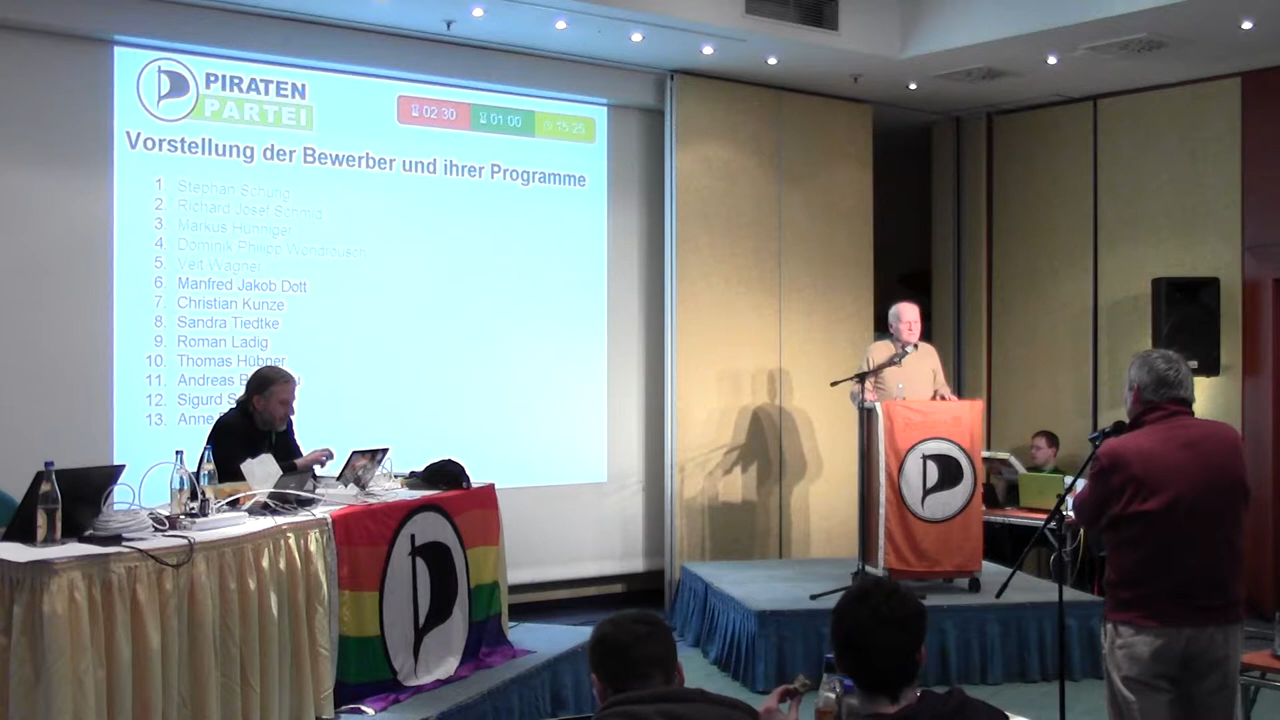 PIRATEN
PARTEI
02:30 01:00 15:25
Vorstellung der Bewerber und ihrer Programme
1. Stephan Schurig
2. Richard Josef Schmid
3. Markus Hünniger
4. Dominik Philipp Wondrousch
5. Veit Wagner
6. Manfred Jakob Dott
7. Christian Kunze
8. Sandra Tiedtke
9. Roman Ladig
10. Thomas Hübner
11. Andreas
12. Sigurd
13. Anne